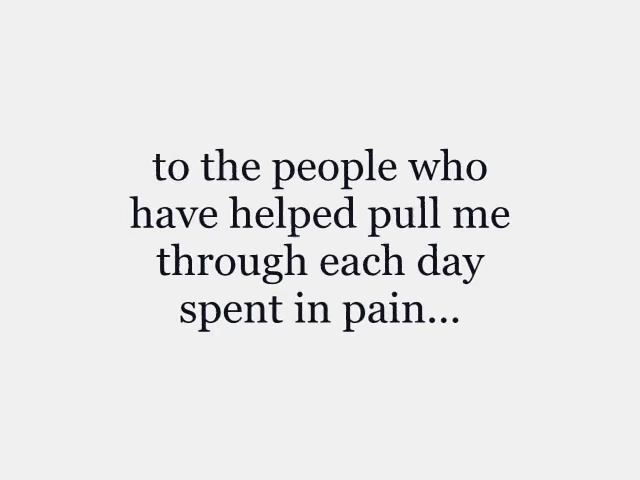 to the people who
have helped pull me
through each day
spent in pain...